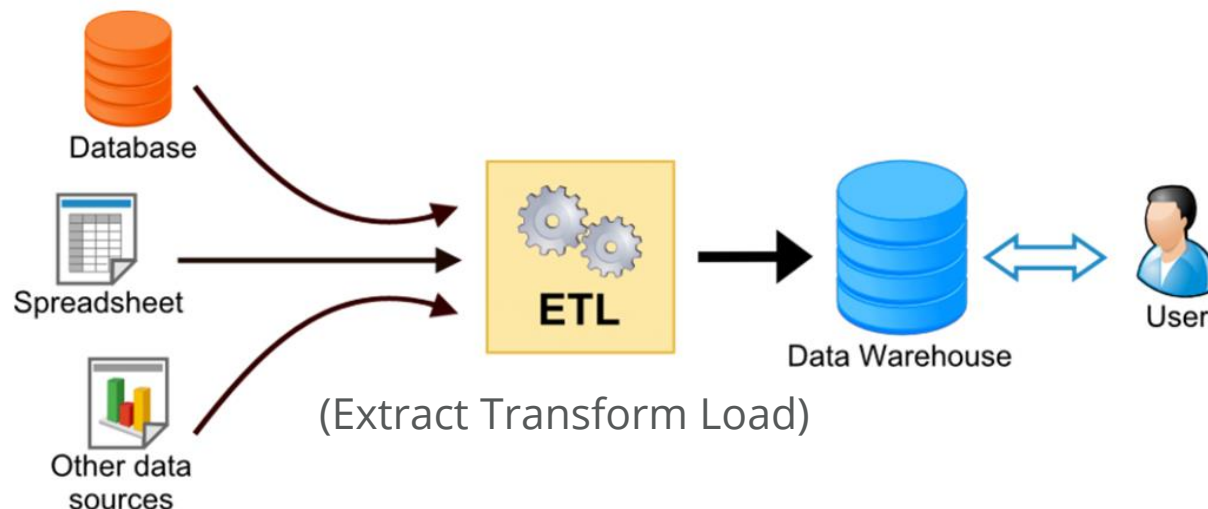 Database
Spreadsheet
Other data
sources
ETL
(Extract Transform Load)
Data Warehouse
User